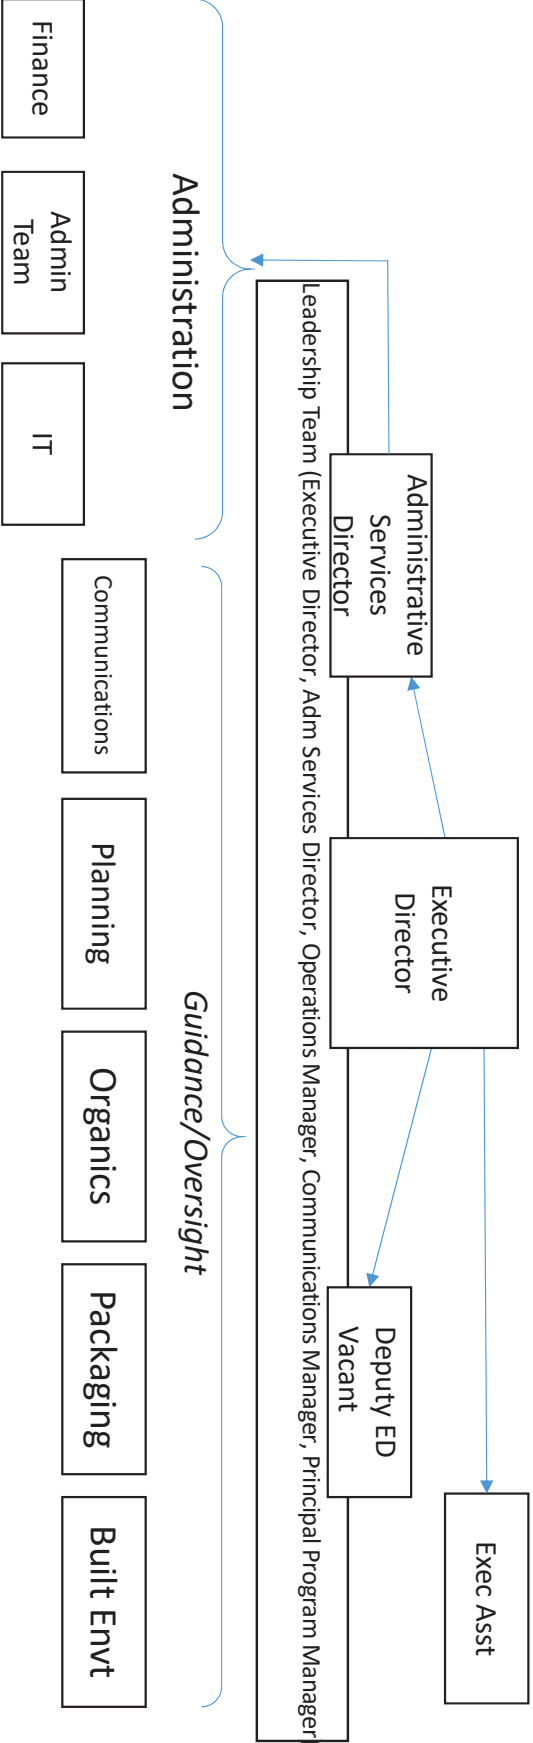 Exec Asst
Executive
Director
Administrative
Services
Director
Deputy ED
Vacant
Leadership Team (Executive Director, Adm Services Director, Operations Manager, Communications Manager, Principal Program Manager)
Administration
Guidance/Oversight
Finance
Admin
Team
IT
Communications
Planning
Organics
Packaging
Built Envt